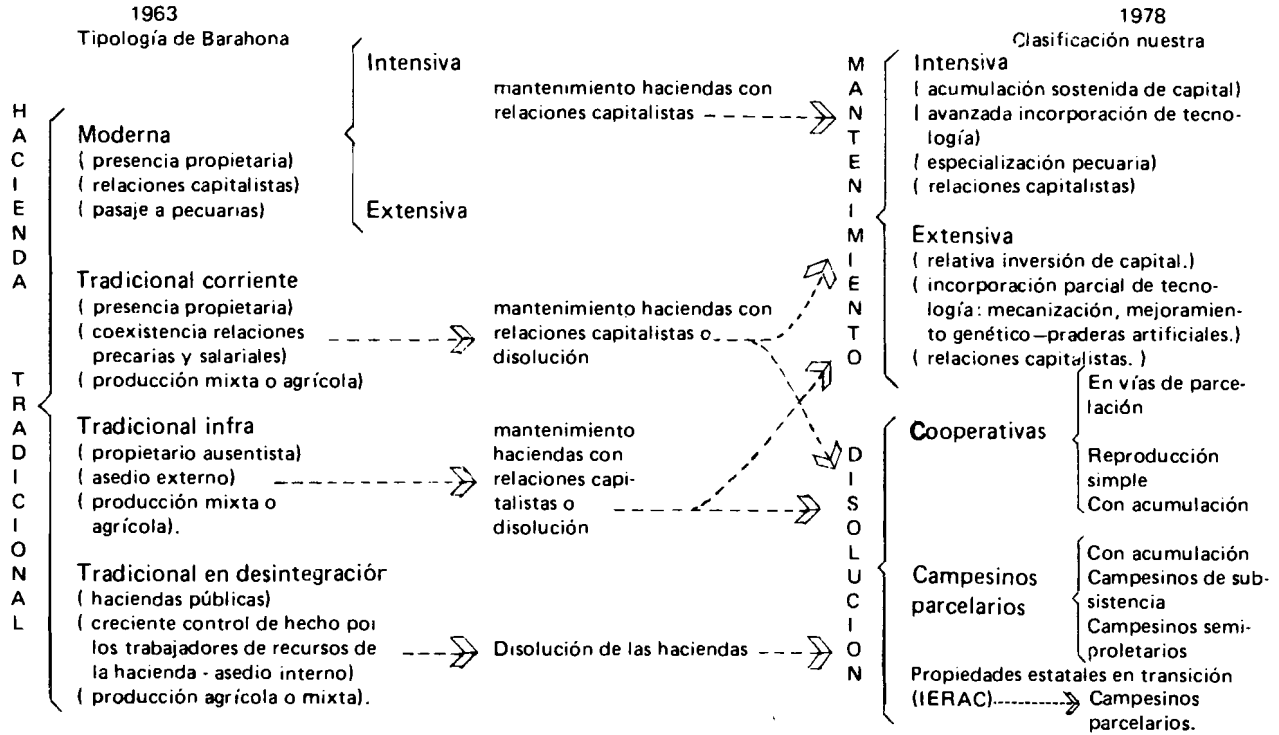 1963
Tipología de Barahona
HACIENDA TRADICIONAL
Moderna
( presencia propietaria)
( relaciones capitalistas)
( pasaje a pecuarias)
Intensiva
Extensiva
Tradicional corriente
( presencia propietaria)
( coexistencia relaciones
precarias y salariales)
( producción mixta o agrícola)
Tradicional infra
( propietario ausentista)
( asedio externo)
( producción mixta o
agrícola).
Tradicional en desintegración
( haciendas públicas)
( creciente control de hecho por
los trabajadores de recursos de
la hacienda - asedio interno)
( producción agrícola o mixta).
mantenimiento haciendas con
relaciones capitalistas
mantenimiento haciendas con
relaciones capitalistas o
disolución
mantenimiento
haciendas con
relaciones capi-
talistas o
disolución
Disolución de las haciendas
1978
Clasificación nuestra
MANTENIMIENTO
Intensiva
( acumulación sostenida de capital)
( avanzada incorporación de tecno-
logía)
( especialización pecuaria)
( relaciones capitalistas)
Extensiva
( relativa inversión de capital.)
( incorporación parcial de tecno-
logía: mecanización, mejoramien-
to genético—praderas artificiales.)
( relaciones capitalistas. )
DISOLUCION
Cooperativas
En vías de parce-
lación
Reproducción
simple
Con acumulación
Campesinos
parcelarios
Con acumulación
Campesinos de sub-
sistencia
Campesinos semi-
proletarios
Propiedades estatales en transición
(IERAC) Campesinos
parcelarios.